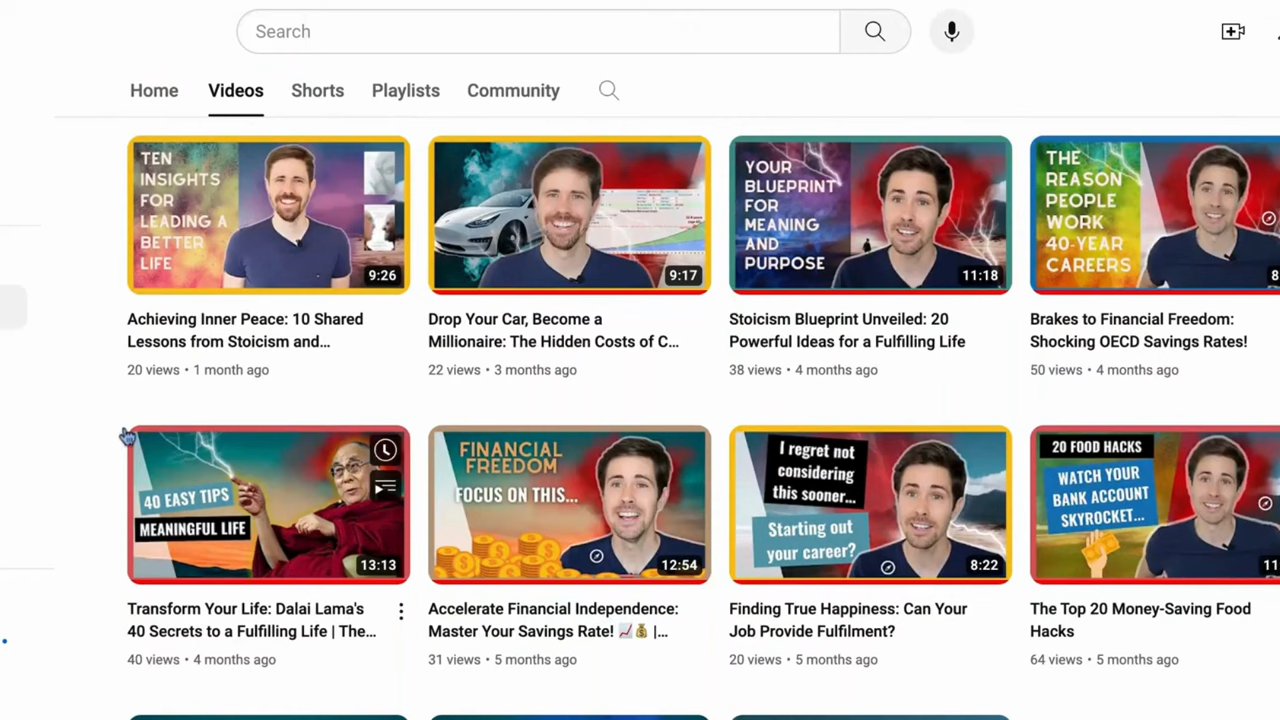 Search
Home
Videos
Shorts
Playlists
Community
TEN
INSIGHTS
FOR
LEADING A
BETTER
LIFE
9:26
9:17
YOUR
BLUEPRINT
FOR
MEANING
AND
PURPOSE
11:18
THE
REASON
PEOPLE
WORK
40-YEAR
CAREERS
8
Achieving Inner Peace: 10 Shared
Lessons from Stoicism and...
20 views • 1 month ago
Drop Your Car, Become a
Millionaire: The Hidden Costs of C...
22 views • 3 months ago
Stoicism Blueprint Unveiled: 20
Powerful Ideas for a Fulfilling Life
38 views • 4 months ago
Brakes to Financial Freedom:
Shocking OECD Savings Rates!
50 views • 4 months ago
40 EASY TIPS
MEANINGFUL LIFE
13:13
FINANCIAL
FREEDOM
FOCUS ON THIS...
12:54
I regret not
considering
this sooner...
Starting out
your career?
8:22
20 FOOD HACKS
WATCH YOUR
BANK ACCOUNT
SKYROCKET...
11
Transform Your Life: Dalai Lama's
40 Secrets to a Fulfilling Life | The...
40 views • 4 months ago
Accelerate Financial Independence:
Master Your Savings Rate! 📈💰 |...
31 views • 5 months ago
Finding True Happiness: Can Your
Job Provide Fulfilment?
20 views • 5 months ago
The Top 20 Money-Saving Food
Hacks
64 views • 5 months ago